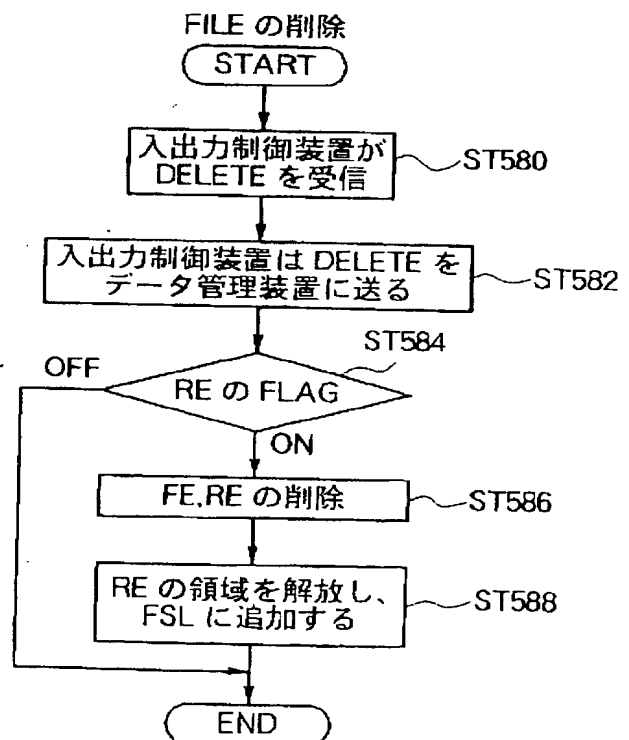 FILE の削除
START
入出力制御装置が
DELETE を受信
ST580
入出力制御装置は DELETE を
データ管理装置に送る
ST582
ST584
OFF
RE の FLAG
ON
FE,RE の削除
ST586
RE の領域を解放し、
FSL に追加する
ST588
END